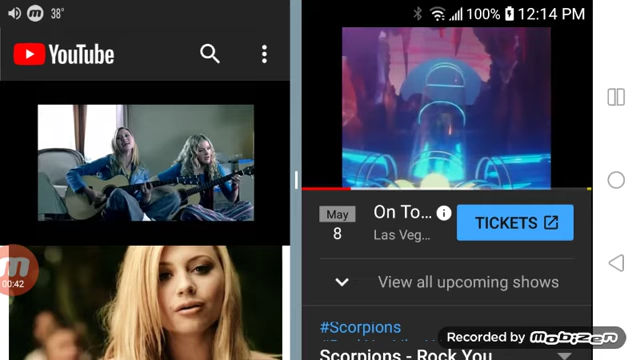 38°
100% 12:14 PM
YouTube
May
8
On To...
Las Veg...
TICKETS
View all upcoming shows
00:42
#Scorpions
Recorded by Mobizen
Scorpions - Rock You